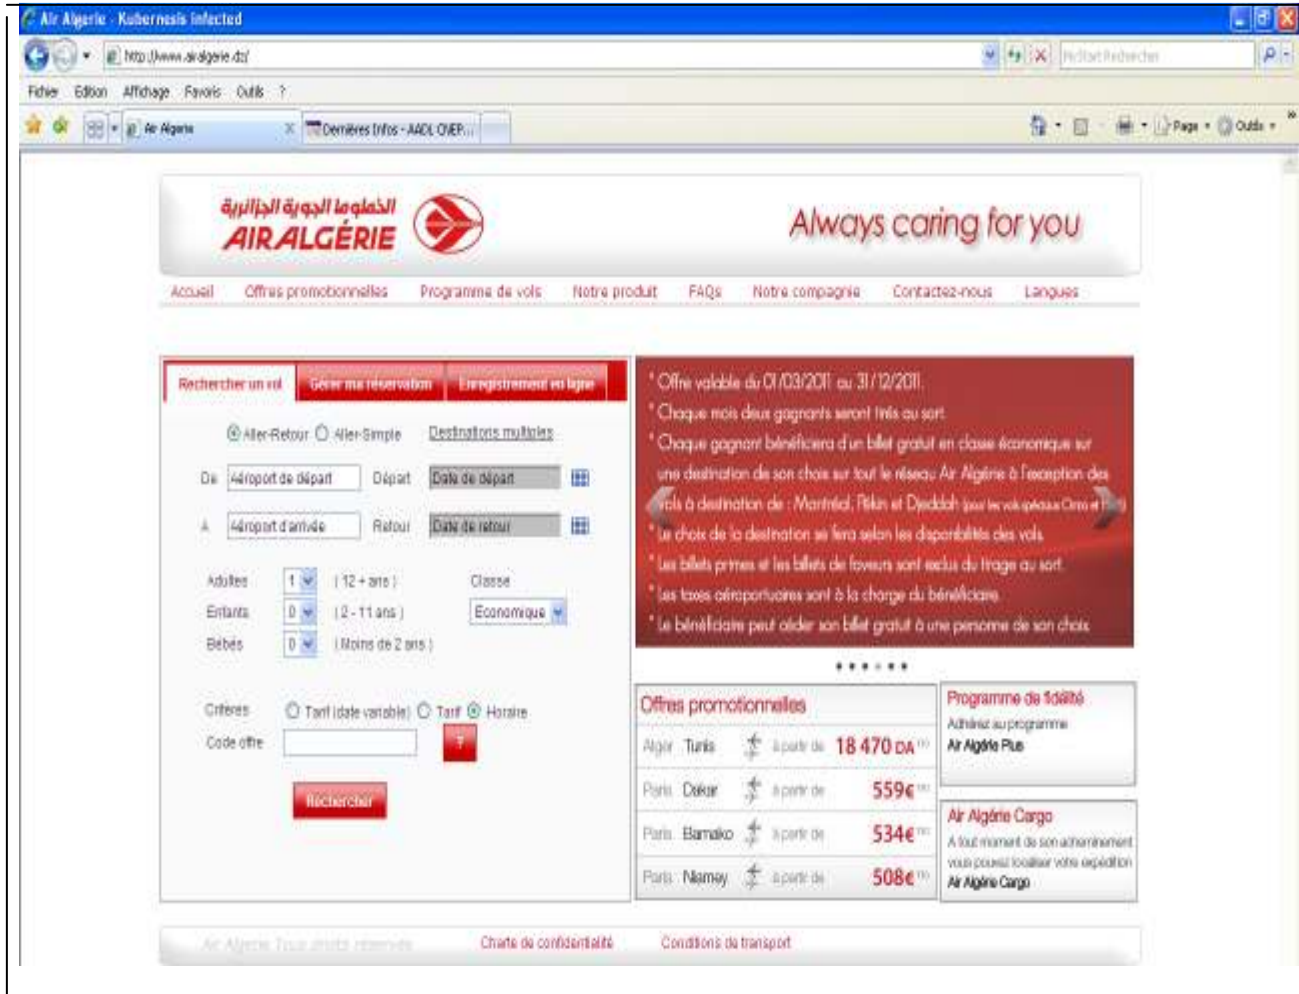 Air Algerie - Kubernesis Infected
http://www.airalgerie.dz/
Fichier Edition Affichage Favoris Outils ?
Air Algerie
Dernières Infos - AADL OVER...
Page Outils
الخطوط الجوية الجزائرية
AIR ALGÉRIE
Always caring for you
Accueil Offres promotionnelles Programme de vols Notre produit FAQs Notre compagnie Contactez-nous Langues
Rechercher un vol Gérer ma réservation Enregistrement en ligne
Aller-Retour Aller-Simple Destinations multiples
De Aéroport de départ Départ Date de départ
A Aéroport d'arrivée Retour Date de retour
Adultes 1 ( 12 + ans ) Classe
Enfants 0 ( 2 - 11 ans ) Economique
Bébés 0 ( Moins de 2 ans )
Critères Tarif (date variable) Tarif Horaire
Code offre ?
Rechercher
* Offre valable du 01/03/2011 au 31/12/2011.
* Chaque mois deux gagnants seront tirés au sort.
* Chaque gagnant bénéficiera d'un billet gratuit en classe économique sur
une destination de son choix sur tout le réseau Air Algérie à l'exception des
vols à destination de : Montréal, Pékin et Djeddah
* Le choix de la destination se fera selon les disponibilités des vols.
* Les billets primes et les billets de faveurs sont exclus du tirage au sort.
* Les taxes aéroportuaires sont à la charge du bénéficiaire.
* Le bénéficiaire peut céder son billet gratuit à une personne de son choix.
Offres promotionnelles
Alger Tunis à partir de 18 470 DA
Paris Dakar à partir de 559€
Paris Bamako à partir de 534€
Paris Niamey à partir de 508€
Programme de fidélité
Adhérez au programme
Air Algérie Plus
Air Algérie Cargo
A tout moment de son acheminement
vous pouvez localiser votre expédition
Air Algérie Cargo
Air Algerie Tous droits réservés Charte de confidentialité Conditions de transport